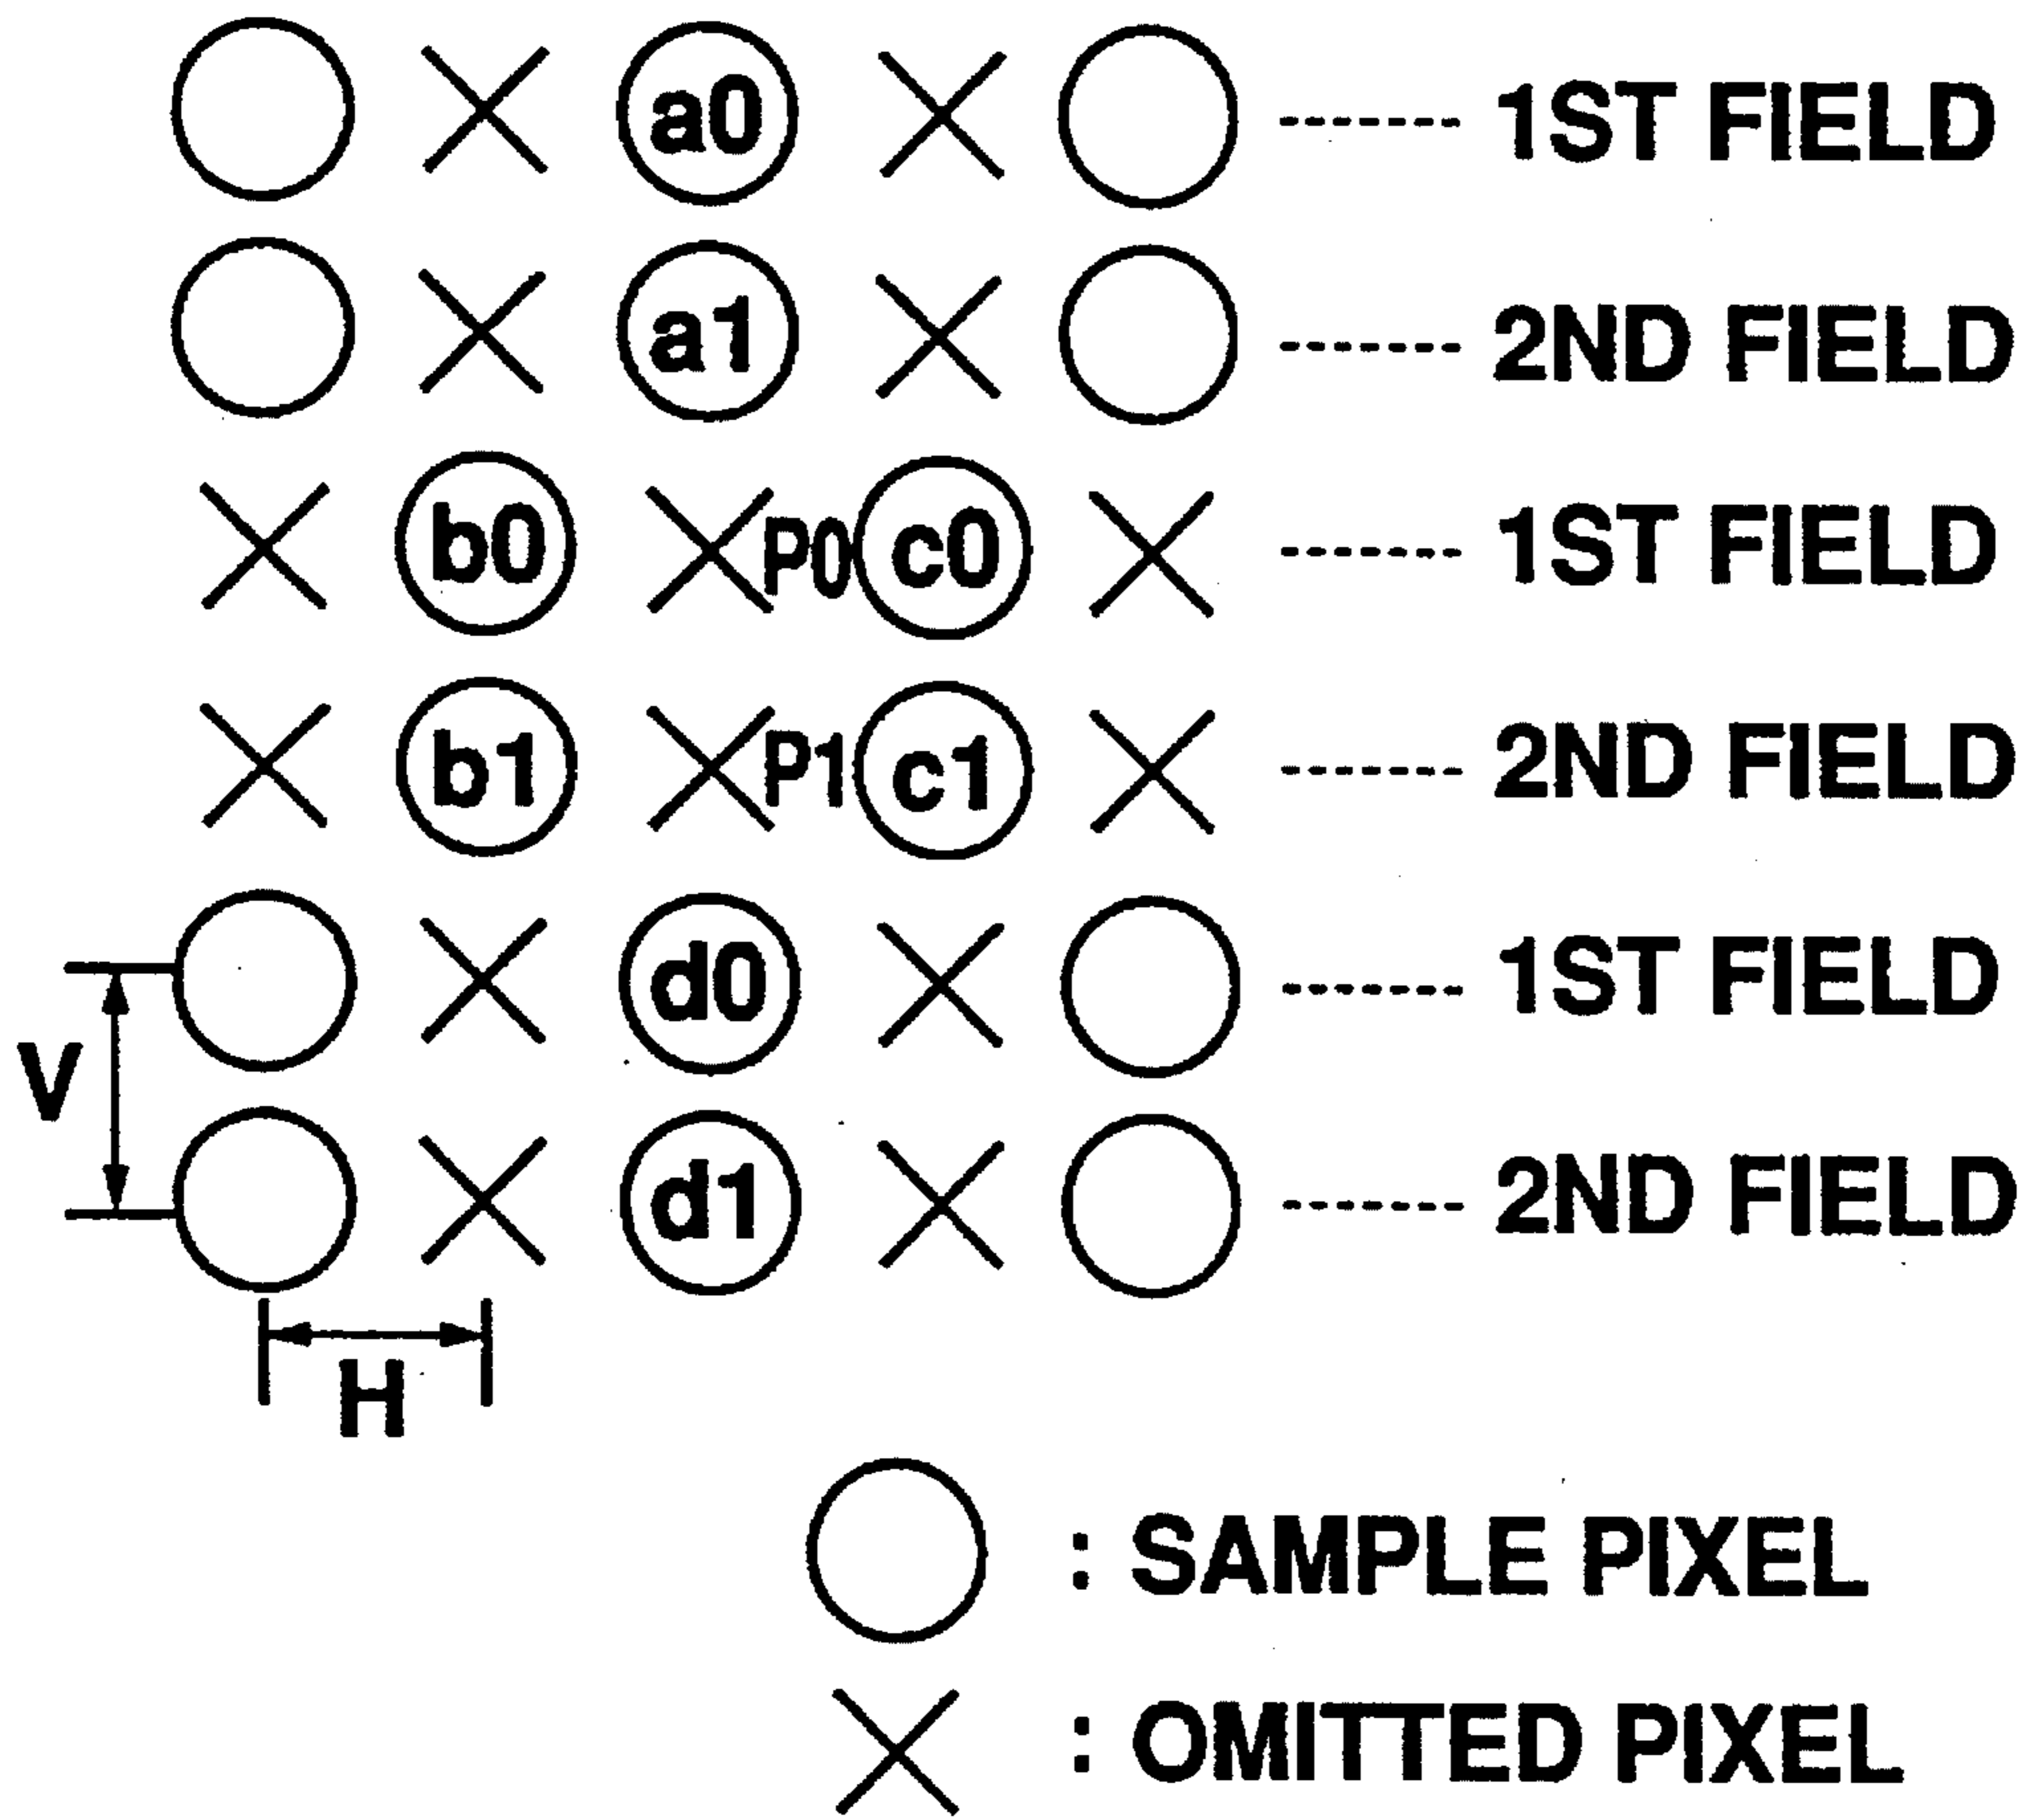 a0 1ST FIELD
a1 2ND FIELD
b0 P0 c0 1ST FIELD
b1 P1 c1 2ND FIELD
d0 1ST FIELD
V
d1 2ND FIELD
H
: SAMPLE PIXEL
: OMITTED PIXEL